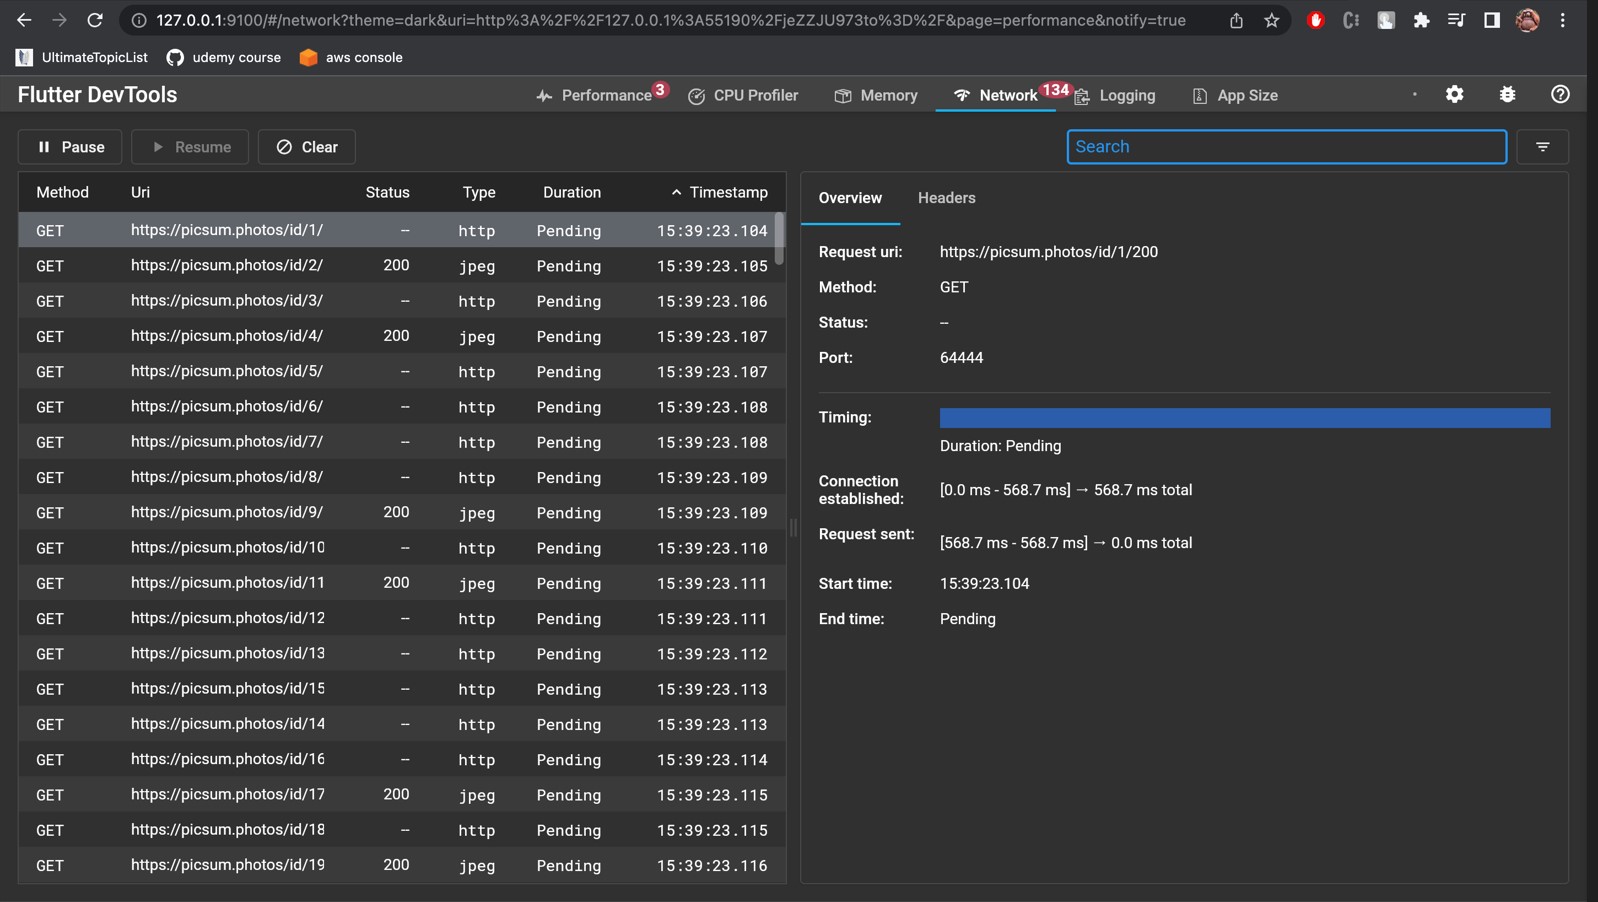 127.0.0.1:9100/#/network?theme=dark&uri=http%3A%2F%2F127.0.0.1%3A55190%2FjeZZJU973to%3D%2F&page=performance&notify=true
UltimateTopicList udemy course aws console
Flutter DevTools Performance 3 CPU Profiler Memory Network 134 Logging App Size
Pause Resume Clear Search
Method Uri Status Type Duration Timestamp
GET https://picsum.photos/id/1/ -- http Pending 15:39:23.104
GET https://picsum.photos/id/2/ 200 jpeg Pending 15:39:23.105
GET https://picsum.photos/id/3/ -- http Pending 15:39:23.106
GET https://picsum.photos/id/4/ 200 jpeg Pending 15:39:23.107
GET https://picsum.photos/id/5/ -- http Pending 15:39:23.107
GET https://picsum.photos/id/6/ -- http Pending 15:39:23.108
GET https://picsum.photos/id/7/ -- http Pending 15:39:23.108
GET https://picsum.photos/id/8/ -- http Pending 15:39:23.109
GET https://picsum.photos/id/9/ 200 jpeg Pending 15:39:23.109
GET https://picsum.photos/id/10 -- http Pending 15:39:23.110
GET https://picsum.photos/id/11 200 jpeg Pending 15:39:23.111
GET https://picsum.photos/id/12 -- http Pending 15:39:23.111
GET https://picsum.photos/id/13 -- http Pending 15:39:23.112
GET https://picsum.photos/id/15 -- http Pending 15:39:23.113
GET https://picsum.photos/id/14 -- http Pending 15:39:23.113
GET https://picsum.photos/id/16 -- http Pending 15:39:23.114
GET https://picsum.photos/id/17 200 jpeg Pending 15:39:23.115
GET https://picsum.photos/id/18 -- http Pending 15:39:23.115
GET https://picsum.photos/id/19 200 jpeg Pending 15:39:23.116
Overview Headers
Request uri: https://picsum.photos/id/1/200
Method: GET
Status: --
Port: 64444
Timing:
Duration: Pending
Connection
established: [0.0 ms - 568.7 ms] → 568.7 ms total
Request sent: [568.7 ms - 568.7 ms] → 0.0 ms total
Start time: 15:39:23.104
End time: Pending